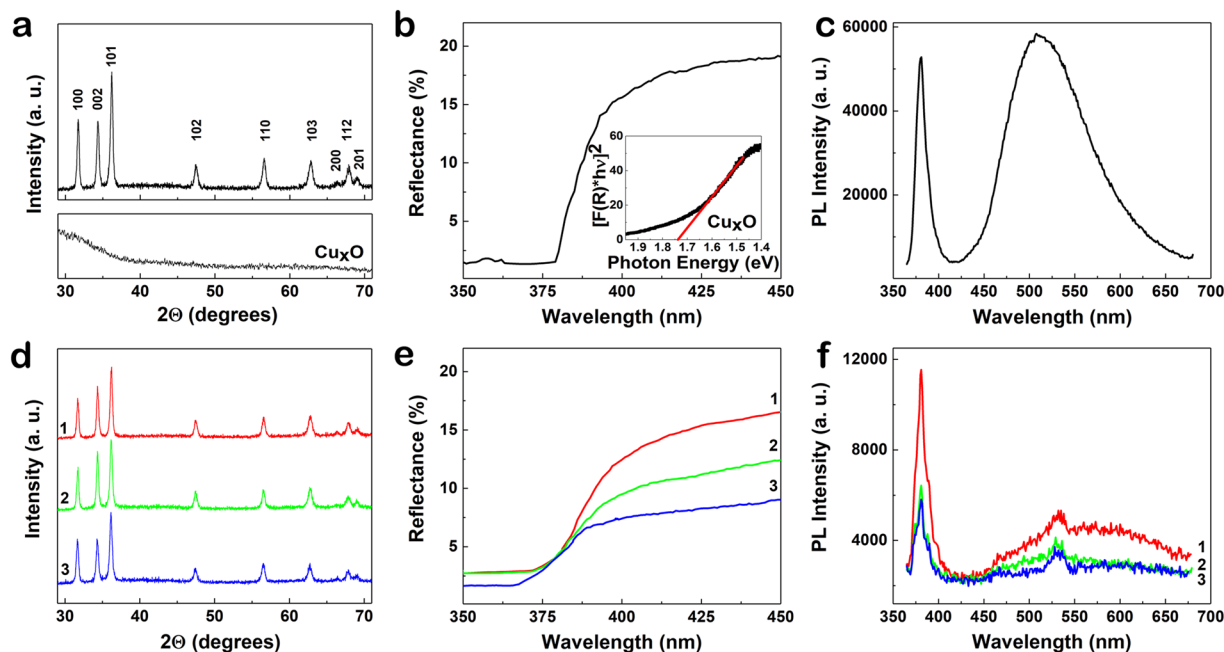 a
Intensity (a. u.)
100
002
101
102
110
103
200
112
201
CuxO
30 40 50 60 70
2Θ (degrees)
b
Reflectance (%)
20
15
10
5
350 375 400 425 450
Wavelength (nm)
[F(R)*hν]2
60
40
20
0
CuxO
1.9 1.8 1.7 1.6 1.5 1.4
Photon Energy (eV)
c
PL Intensity (a. u.)
60000
40000
20000
350 400 450 500 550 600 650 700
Wavelength (nm)
d
Intensity (a. u.)
1
2
3
30 40 50 60 70
2Θ (degrees)
e
Reflectance (%)
20
15
10
5
1
2
3
350 375 400 425 450
Wavelength (nm)
f
PL Intensity (a. u.)
12000
8000
4000
1
2
3
350 400 450 500 550 600 650 700
Wavelength (nm)